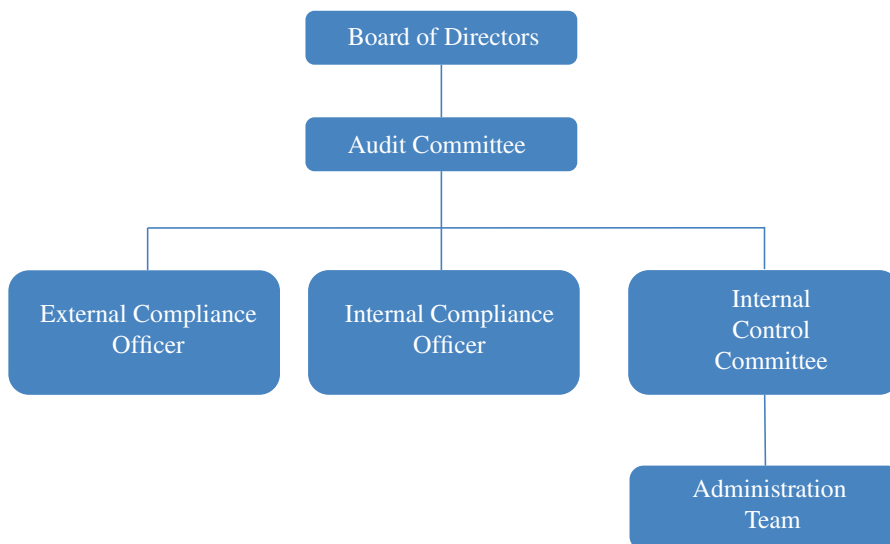 Board of Directors
Audit Committee
External Compliance
Officer
Internal Compliance
Officer
Internal
Control
Committee
Administration
Team